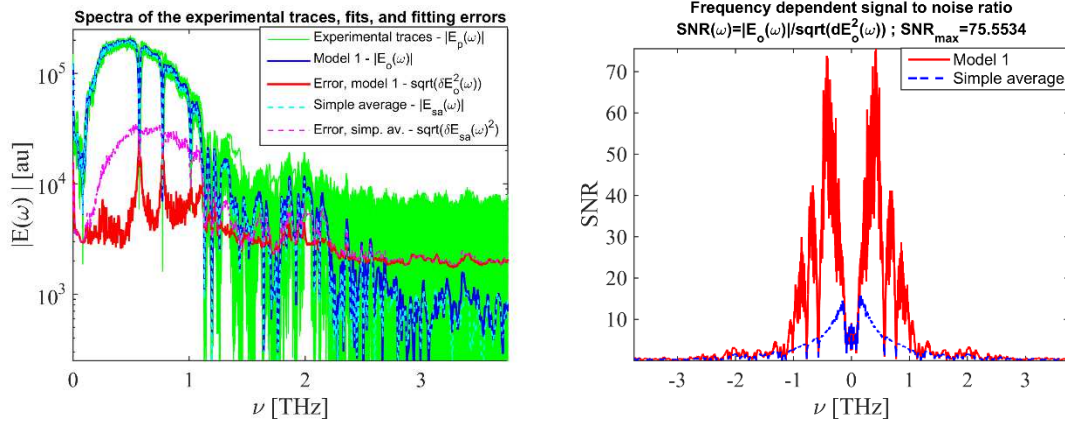 Spectra of the experimental traces, fits, and fitting errors
Experimental traces - |E_p(ω)|
Model 1 - |E_o(ω)|
Error, model 1 - sqrt(δE_o^2(ω))
Simple average - |E_sa(ω)|
Error, simp. av. - sqrt(δE_sa(ω)^2)
|E(ω) | [au]
10^5
10^4
10^3
0 1 2 3
ν [THz]
Frequency dependent signal to noise ratio
SNR(ω)=|E_o(ω)|/sqrt(dE_o^2(ω)) ; SNR_max=75.5534
Model 1
Simple average
SNR
70
60
50
40
30
20
10
-3 -2 -1 0 1 2 3
ν [THz]